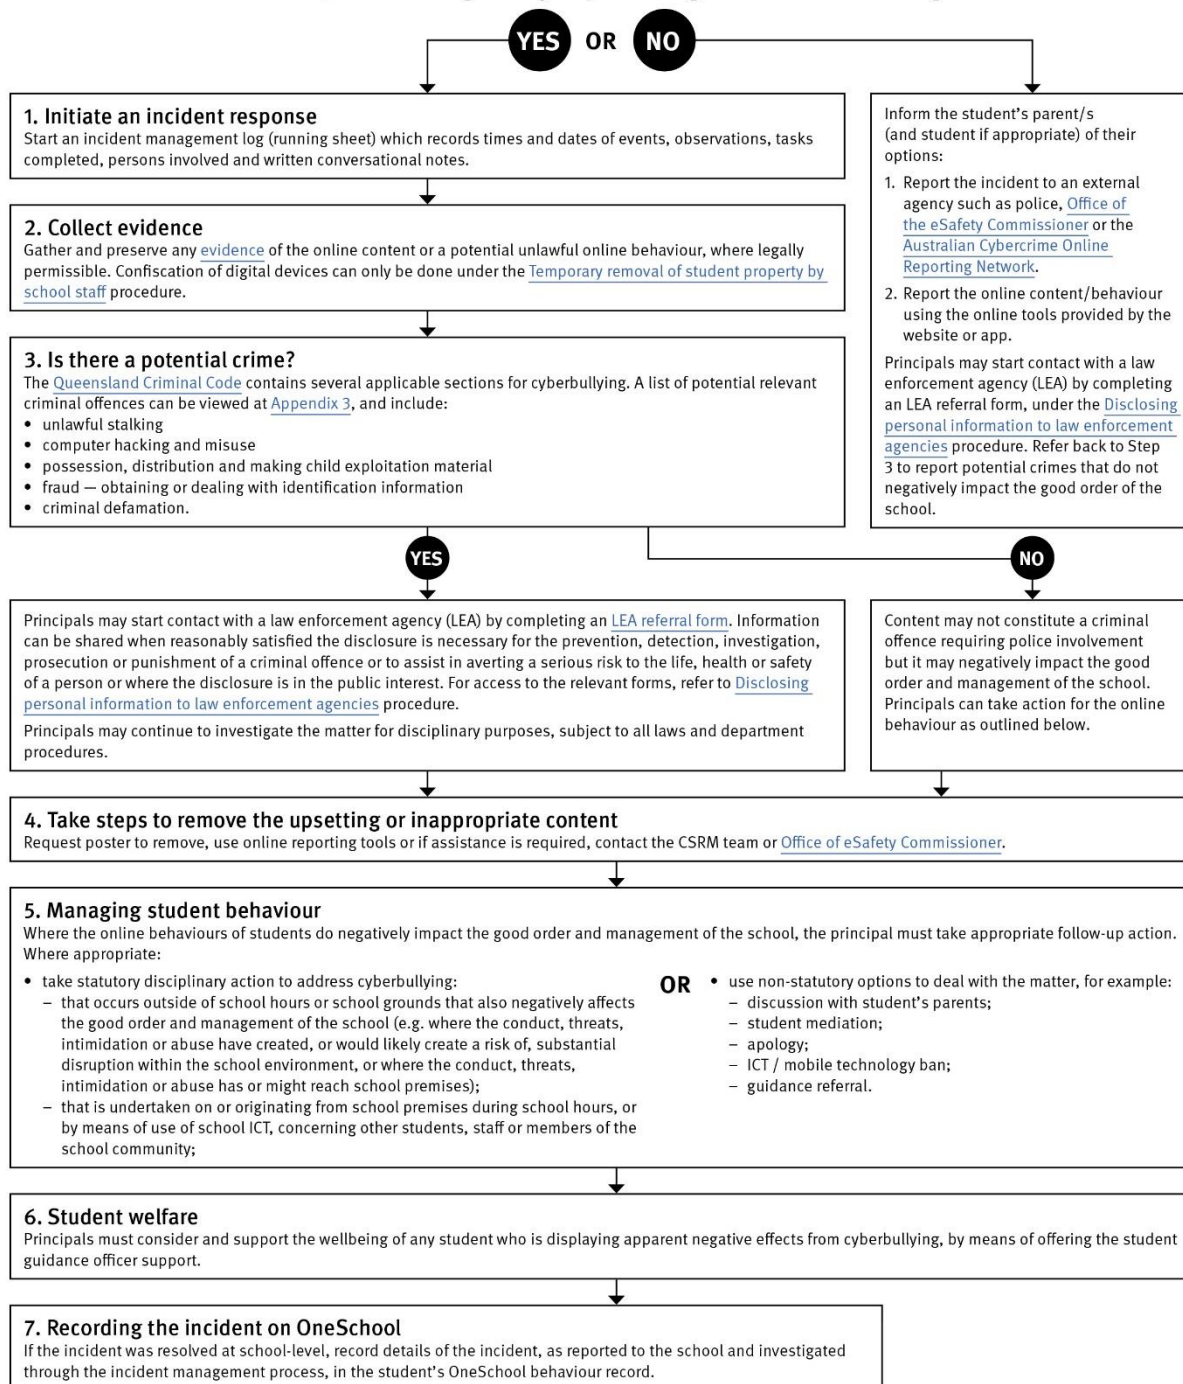 YES OR NO
1. Initiate an incident response
Start an incident management log (running sheet) which records times and dates of events, observations, tasks
completed, persons involved and written conversational notes.
2. Collect evidence
Gather and preserve any evidence of the online content or a potential unlawful online behaviour, where legally
permissible. Confiscation of digital devices can only be done under the Temporary removal of student property by
school staff procedure.
3. Is there a potential crime?
The Queensland Criminal Code contains several applicable sections for cyberbullying. A list of potential relevant
criminal offences can be viewed at Appendix 3, and include:
• unlawful stalking
• computer hacking and misuse
• possession, distribution and making child exploitation material
• fraud — obtaining or dealing with identification information
• criminal defamation.
Inform the student's parent/s
(and student if appropriate) of their
options:
1. Report the incident to an external
agency such as police, Office of
the eSafety Commissioner or the
Australian Cybercrime Online
Reporting Network.
2. Report the online content/behaviour
using the online tools provided by the
website or app.
Principals may start contact with a law
enforcement agency (LEA) by completing
an LEA referral form, under the Disclosing
personal information to law enforcement
agencies procedure. Refer back to Step
3 to report potential crimes that do not
negatively impact the good order of the
school.
YES
NO
Principals may start contact with a law enforcement agency (LEA) by completing an LEA referral form. Information
can be shared when reasonably satisfied the disclosure is necessary for the prevention, detection, investigation,
prosecution or punishment of a criminal offence or to assist in averting a serious risk to the life, health or safety
of a person or where the disclosure is in the public interest. For access to the relevant forms, refer to Disclosing
personal information to law enforcement agencies procedure.
Principals may continue to investigate the matter for disciplinary purposes, subject to all laws and department
procedures.
Content may not constitute a criminal
offence requiring police involvement
but it may negatively impact the good
order and management of the school.
Principals can take action for the online
behaviour as outlined below.
4. Take steps to remove the upsetting or inappropriate content
Request poster to remove, use online reporting tools or if assistance is required, contact the CSRM team or Office of eSafety Commissioner.
5. Managing student behaviour
Where the online behaviours of students do negatively impact the good order and management of the school, the principal must take appropriate follow-up action.
Where appropriate:
• take statutory disciplinary action to address cyberbullying:
– that occurs outside of school hours or school grounds that also negatively affects
the good order and management of the school (e.g. where the conduct, threats,
intimidation or abuse have created, or would likely create a risk of, substantial
disruption within the school environment, or where the conduct, threats,
intimidation or abuse has or might reach school premises);
– that is undertaken on or originating from school premises during school hours, or
by means of use of school ICT, concerning other students, staff or members of the
school community;
OR
• use non-statutory options to deal with the matter, for example:
– discussion with student's parents;
– student mediation;
– apology;
– ICT / mobile technology ban;
– guidance referral.
6. Student welfare
Principals must consider and support the wellbeing of any student who is displaying apparent negative effects from cyberbullying, by means of offering the student
guidance officer support.
7. Recording the incident on OneSchool
If the incident was resolved at school-level, record details of the incident, as reported to the school and investigated
through the incident management process, in the student's OneSchool behaviour record.